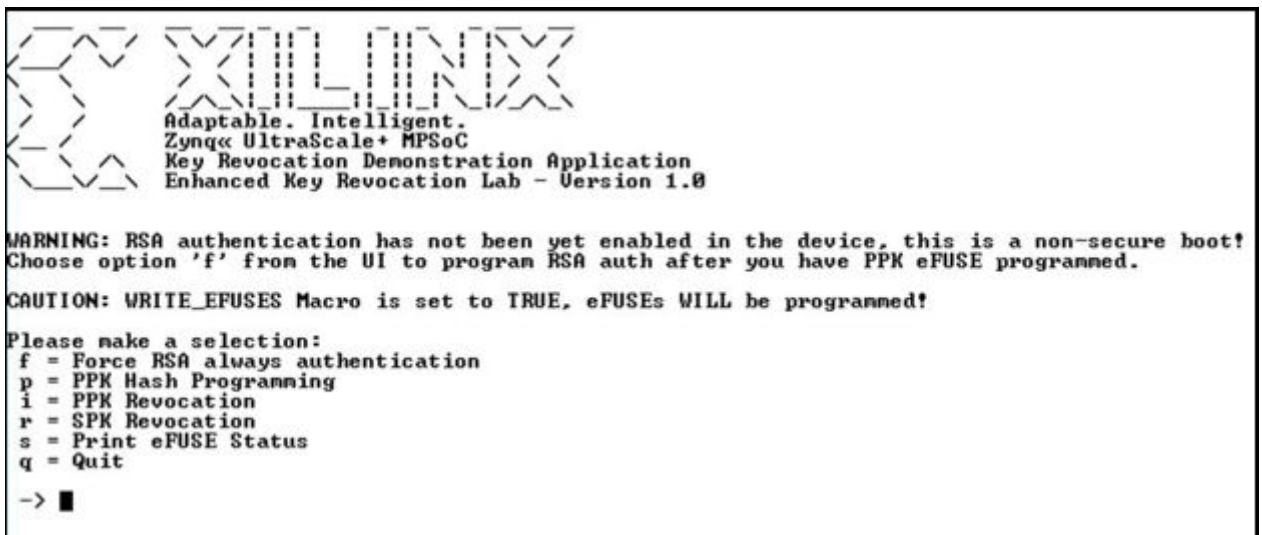 XILINX
Adaptable. Intelligent.
Zynq« UltraScale+ MPSoC
Key Revocation Demonstration Application
Enhanced Key Revocation Lab - Version 1.0
WARNING: RSA authentication has not been yet enabled in the device, this is a non-secure boot!
Choose option 'f' from the UI to program RSA auth after you have PPK eFUSE programmed.
CAUTION: WRITE_EFUSES Macro is set to TRUE, eFUSEs WILL be programmed!
Please make a selection:
f = Force RSA always authentication
p = PPK Hash Programming
i = PPK Revocation
r = SPK Revocation
s = Print eFUSE Status
q = Quit
->